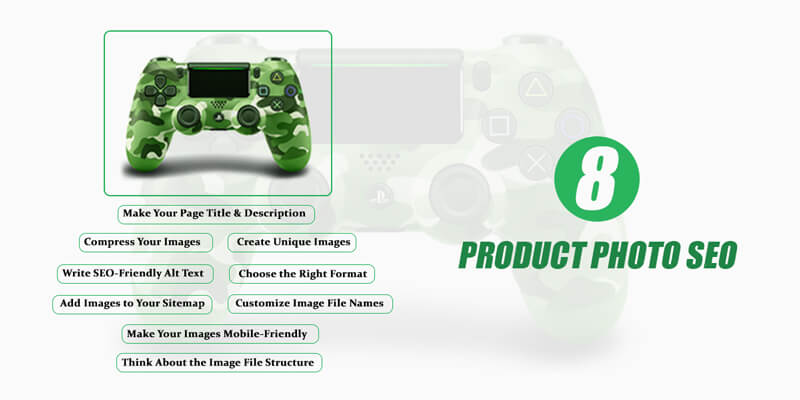 Make Your Page Title & Description
Compress Your Images
Create Unique Images
Write SEO-Friendly Alt Text
Choose the Right Format
Add Images to Your Sitemap
Customize Image File Names
Make Your Images Mobile-Friendly
Think About the Image File Structure
8
PRODUCT PHOTO SEO